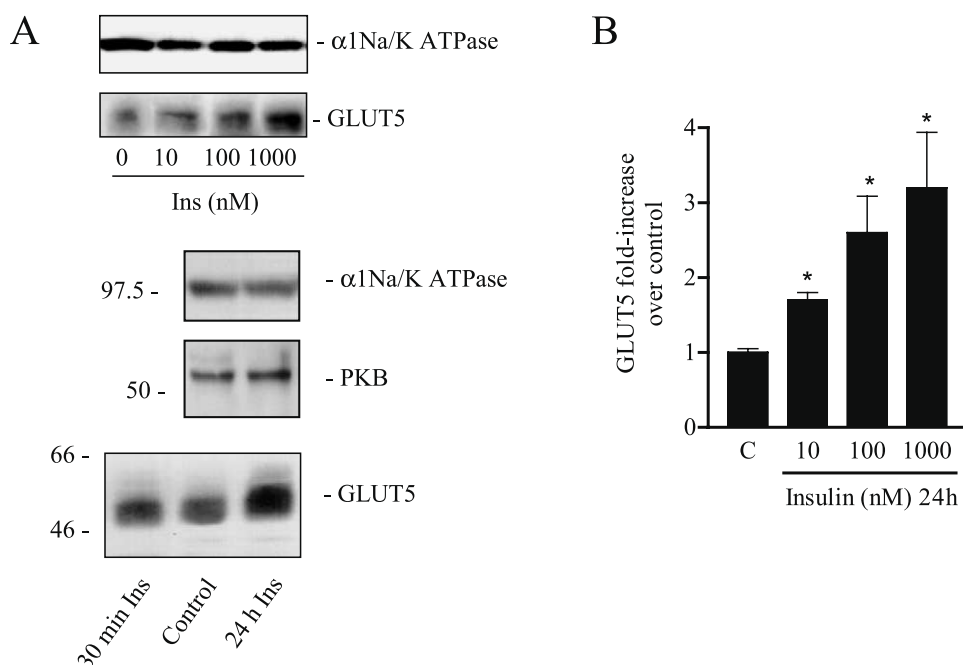 A
- α1Na/K ATPase
- GLUT5
0 10 100 1000
Ins (nM)
97.5 -
- α1Na/K ATPase
50 -
- PKB
66 -
- GLUT5
46 -
30 min Ins
Control
24 h Ins
B
GLUT5 fold-increase
over control
4
3
2
1
0
*
*
*
C 10 100 1000
Insulin (nM) 24h